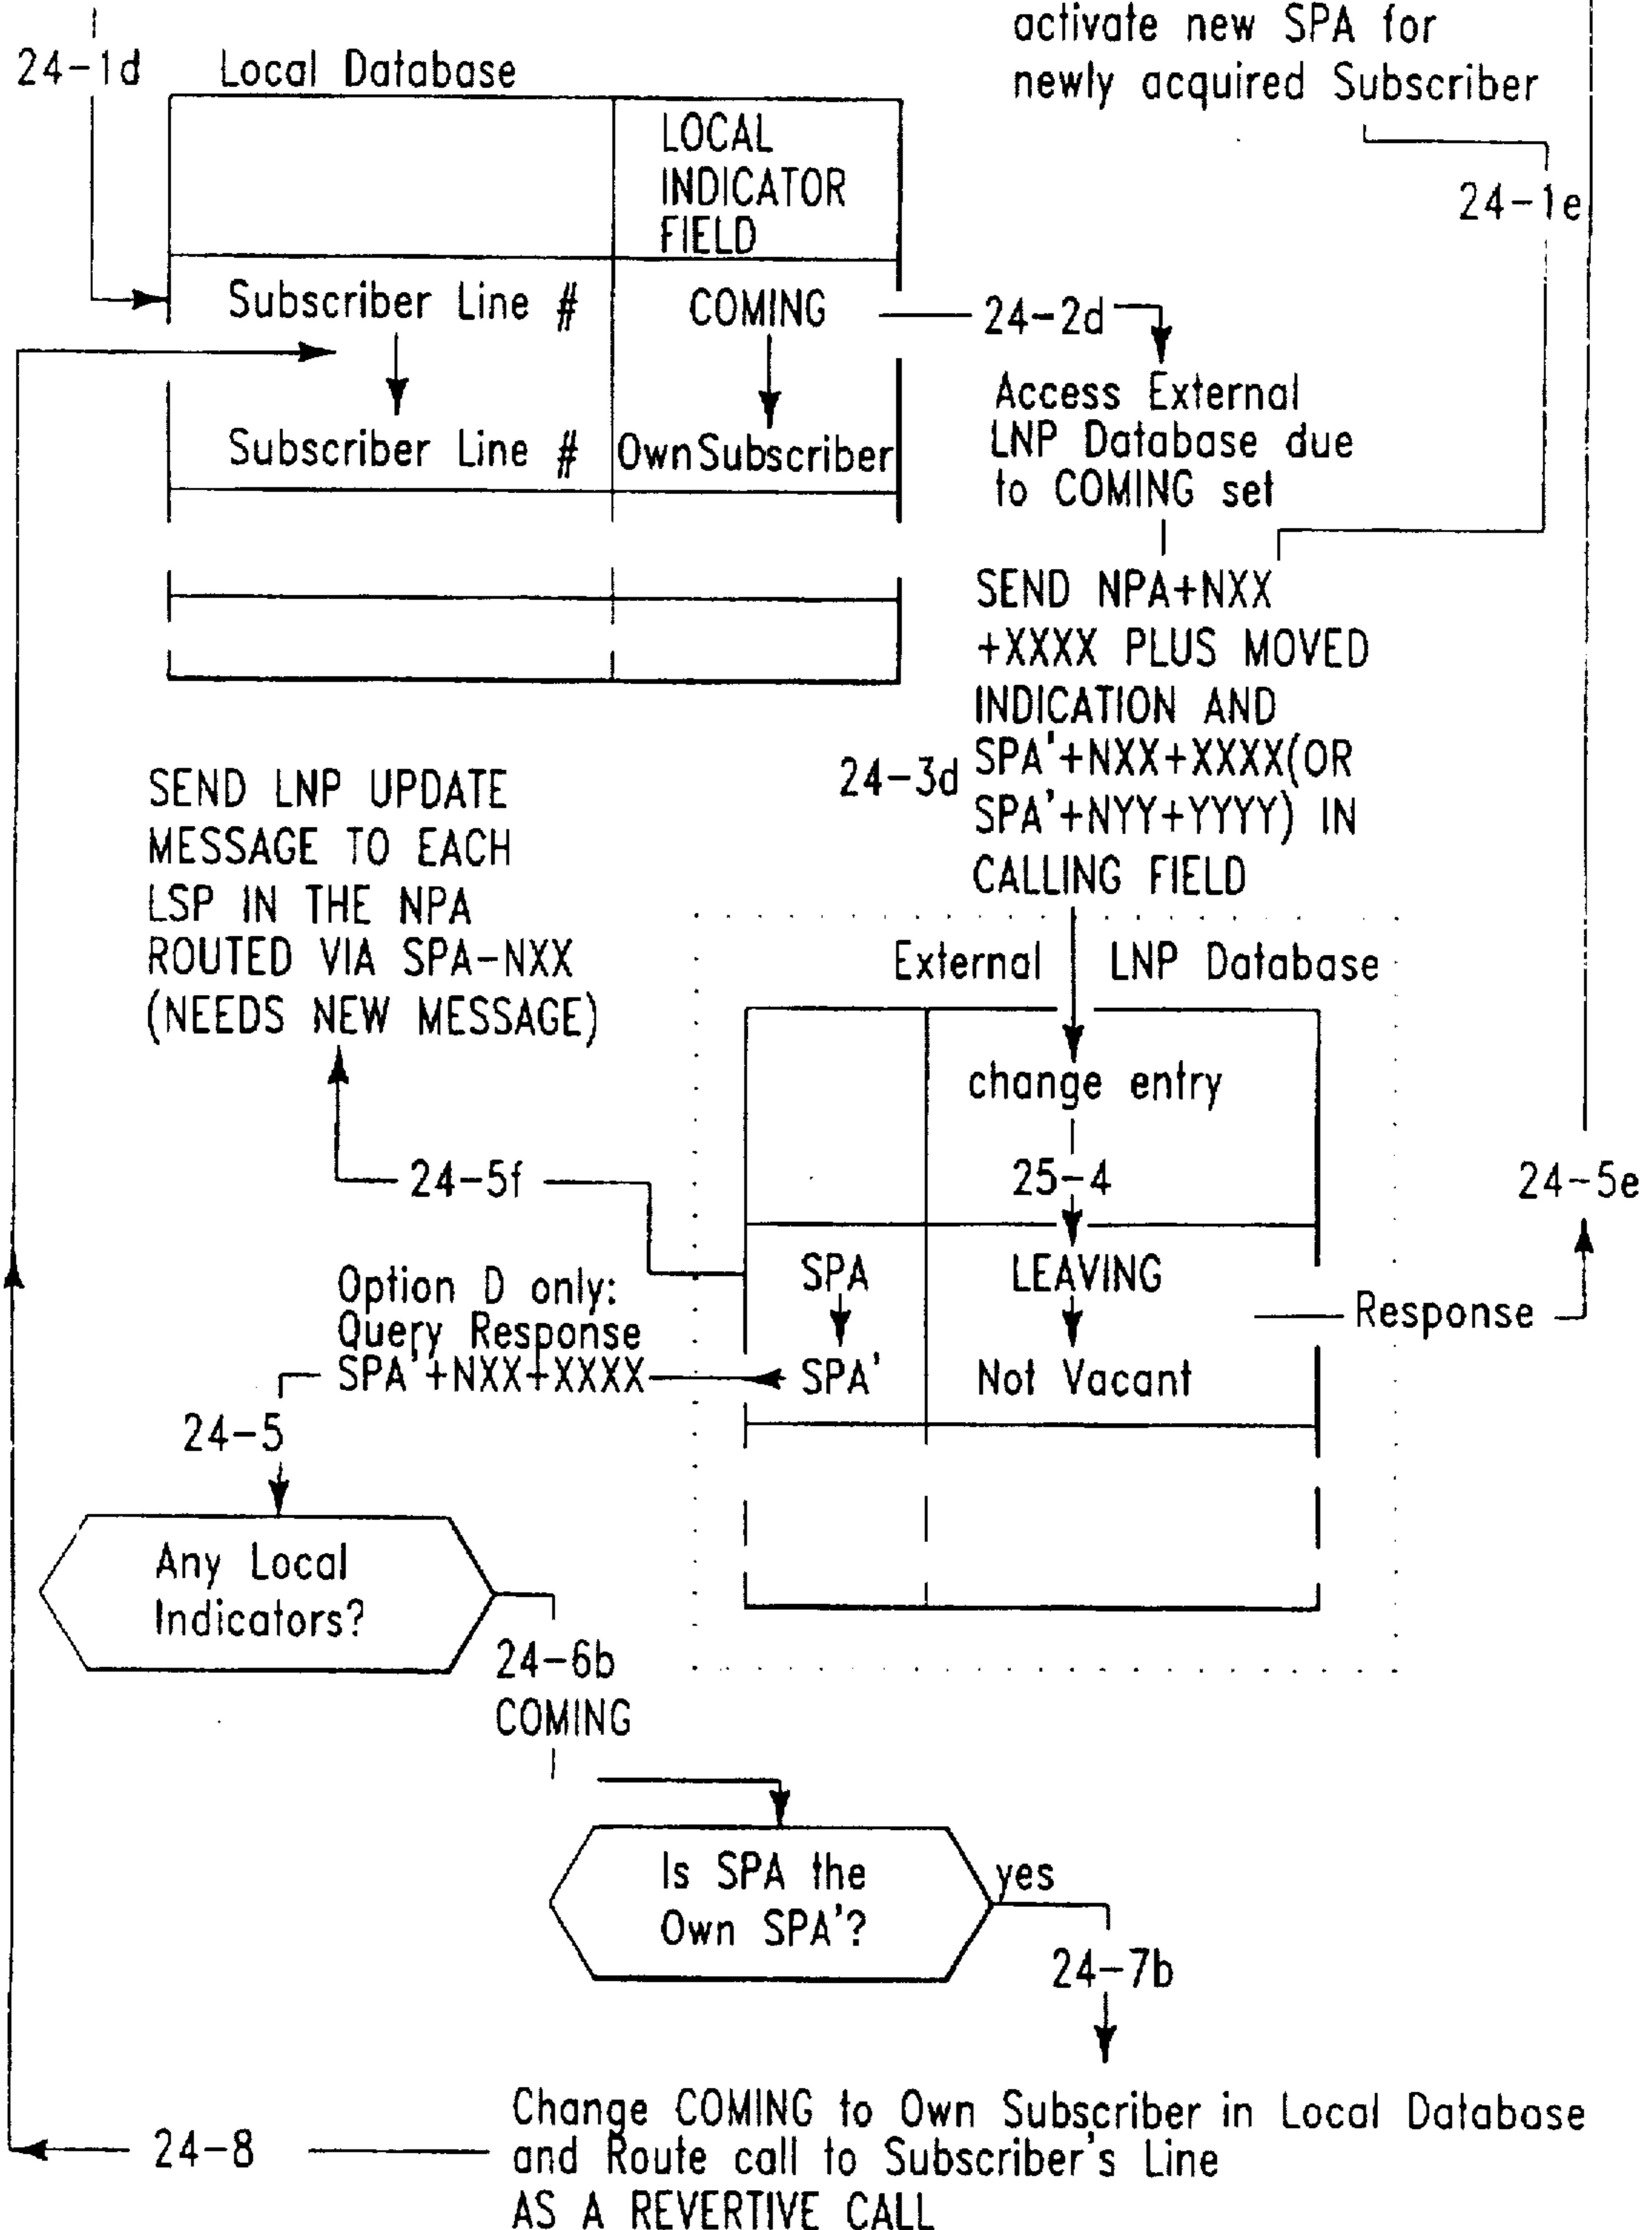 activate new SPA for
newly acquired Subscriber
24-1d
Local Database
LOCAL
INDICATOR
FIELD
24-1e
Subscriber Line #
COMING
24-2d
Subscriber Line #
Own Subscriber
Access External
LNP Database due
to COMING set
SEND NPA+NXX
+XXXX PLUS MOVED
INDICATION AND
SPA'+NXX+XXXX(OR
SPA'+NYY+YYYY) IN
CALLING FIELD
24-3d
SEND LNP UPDATE
MESSAGE TO EACH
LSP IN THE NPA
ROUTED VIA SPA-NXX
(NEEDS NEW MESSAGE)
External LNP Database
change entry
25-4
24-5f
24-5e
SPA
LEAVING
Response
SPA'
Not Vacant
Option D only:
Query Response
SPA'+NXX+XXXX
24-5
Any Local
Indicators?
24-6b
COMING
Is SPA the
Own SPA'?
yes
24-7b
24-8
Change COMING to Own Subscriber in Local Database
and Route call to Subscriber's Line
AS A REVERTIVE CALL